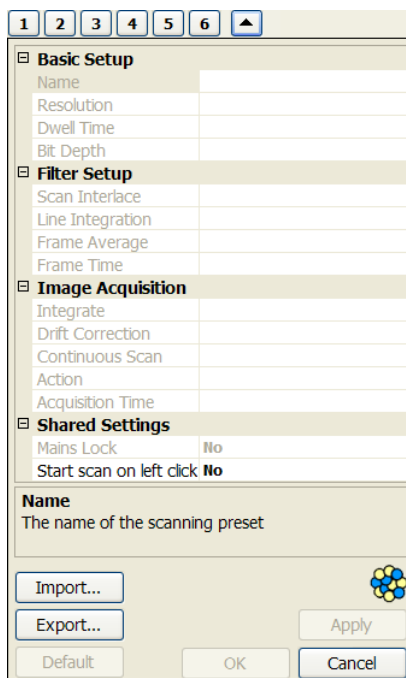 1 2 3 4 5 6
Basic Setup
Name
Resolution
Dwell Time
Bit Depth
Filter Setup
Scan Interlace
Line Integration
Frame Average
Frame Time
Image Acquisition
Integrate
Drift Correction
Continuous Scan
Action
Acquisition Time
Shared Settings
Mains Lock No
Start scan on left click No
Name
The name of the scanning preset
Import...
Export... Apply
Default OK Cancel